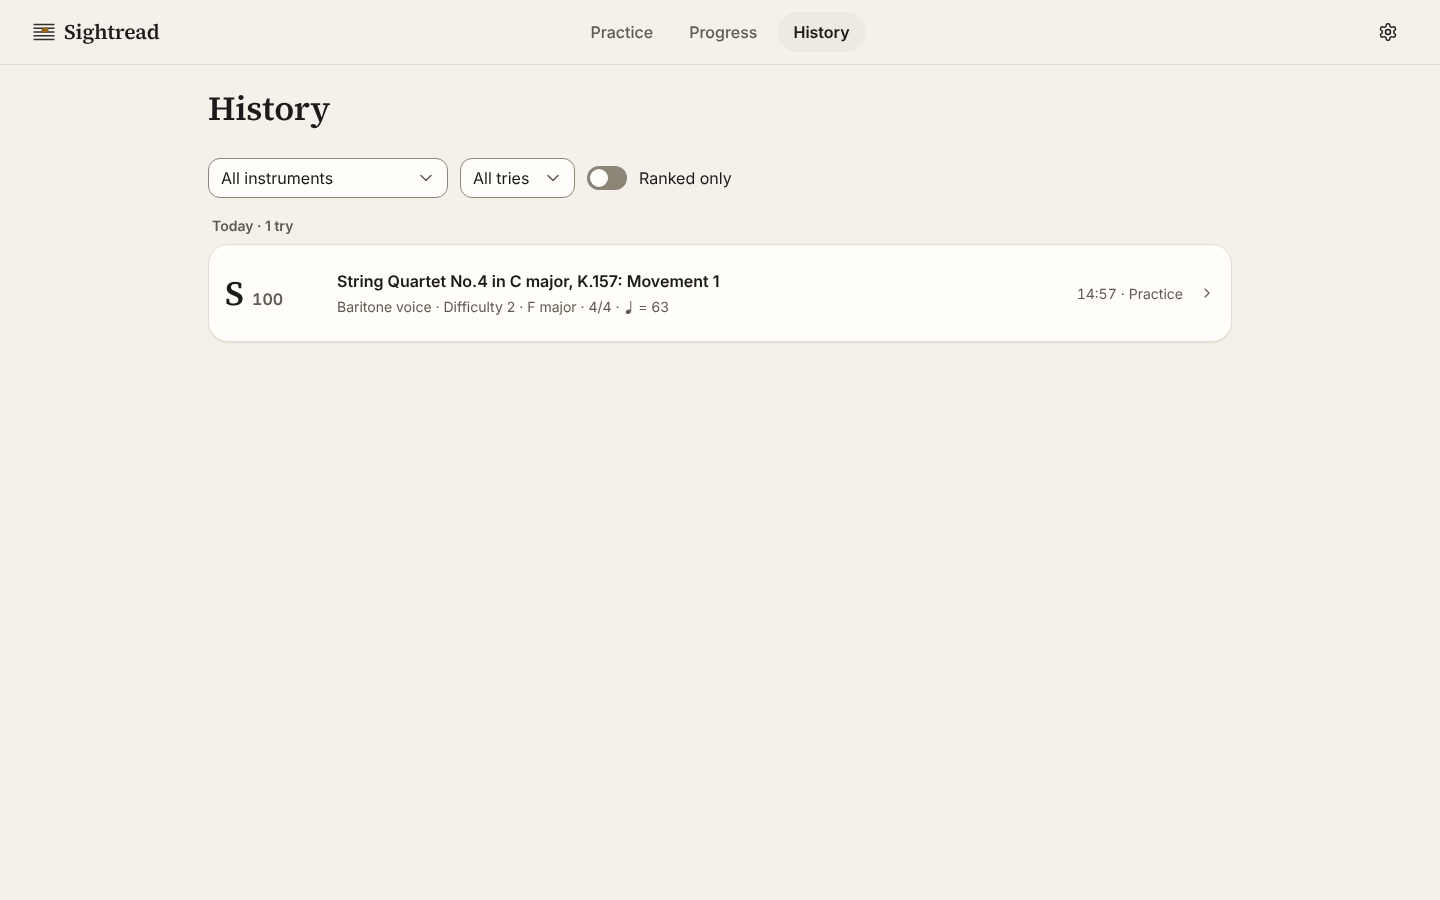 Sightread
Practice
Progress
History
History
All instruments
All tries
Ranked only
Today · 1 try
S 100
String Quartet No.4 in C major, K.157: Movement 1
Baritone voice · Difficulty 2 · F major · 4/4 · ♩ = 63
14:57 · Practice